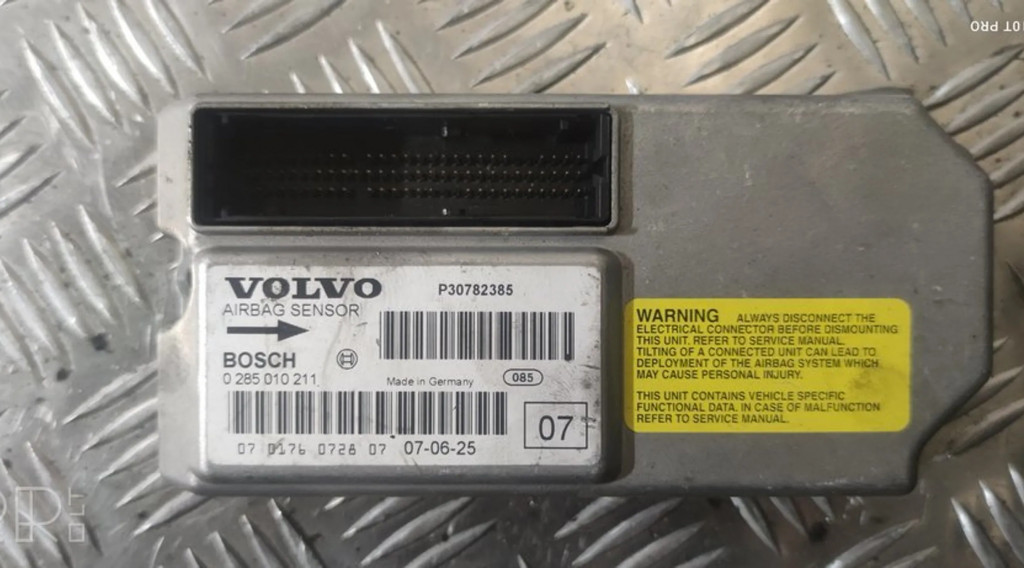 VOLVO
P30782385
AIRBAG SENSOR
BOSCH
0 285 010 211
Made in Germany
085
07 0176 0728 07
07-06-25
07
WARNING ALWAYS DISCONNECT THE
ELECTRICAL CONNECTOR BEFORE DISMOUNTING
THIS UNIT. REFER TO SERVICE MANUAL.
TILTING OF A CONNECTED UNIT CAN LEAD TO
DEPLOYMENT OF THE AIRBAG SYSTEM WHICH
MAY CAUSE PERSONAL INJURY.
THIS UNIT CONTAINS VEHICLE SPECIFIC
FUNCTIONAL DATA. IN CASE OF MALFUNCTION
REFER TO SERVICE MANUAL.
10T PRO